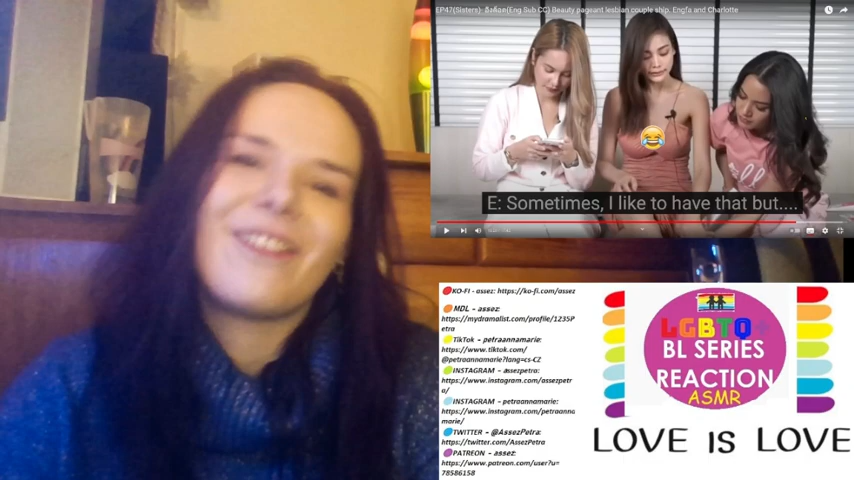 EP47(Sisters)- อิงล็อต(Eng Sub CC) Beauty pageant lesbian couple ship. Engfa and Charlotte
E: Sometimes, I like to have that but....
KO-FI - assez: https://ko-fi.com/assez
MDL - assez:
https://mydramalist.com/profile/1235P
etra
TikTok - petraannamarie:
https://www.tiktok.com/
@petraannamarie?lang=cs-CZ
INSTAGRAM - assezpetra:
https://www.instagram.com/assezpetr
a/
INSTAGRAM - petraannamarie:
https://www.instagram.com/petraanna
marie/
TWITTER - @AssezPetra:
https://twitter.com/AssezPetra
PATREON - assez:
https://www.patreon.com/user?u=
78586158
LGBTQ+
BL SERIES
REACTION
ASMR
LOVE IS LOVE